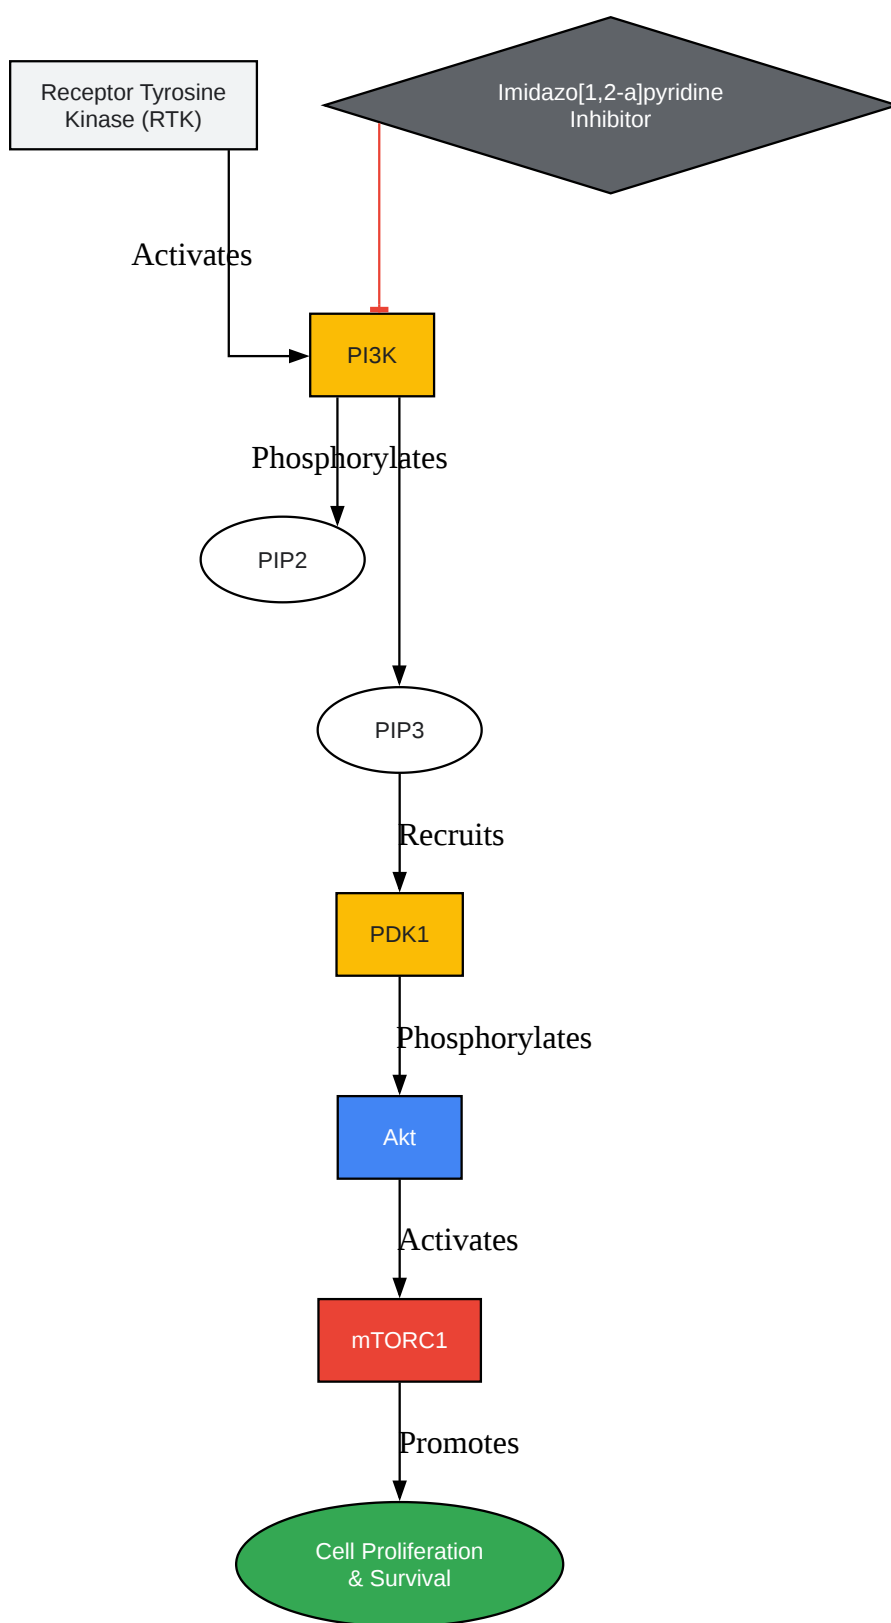 Receptor Tyrosine
Kinase (RTK)
Imidazo[1,2-a]pyridine
Inhibitor
Activates
PI3K
Phosphorylates
PIP2
PIP3
Recruits
PDK1
Phosphorylates
Akt
Activates
mTORC1
Promotes
Cell Proliferation
& Survival